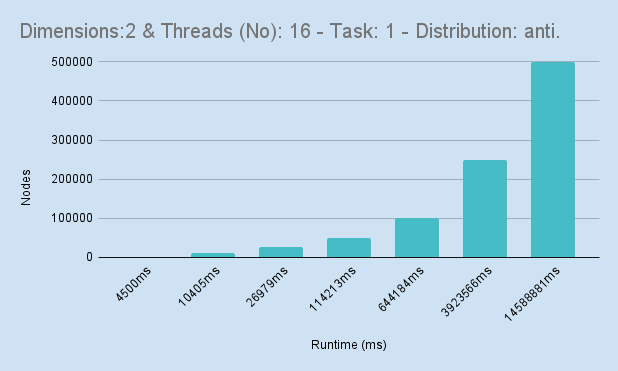 Dimensions:2 & Threads (No): 16 - Task: 1 - Distribution: anti.
500000
400000
300000
200000
100000
0
Nodes
4500ms
10405ms
26979ms
114213ms
644184ms
3923566ms
14588881ms
Runtime (ms)